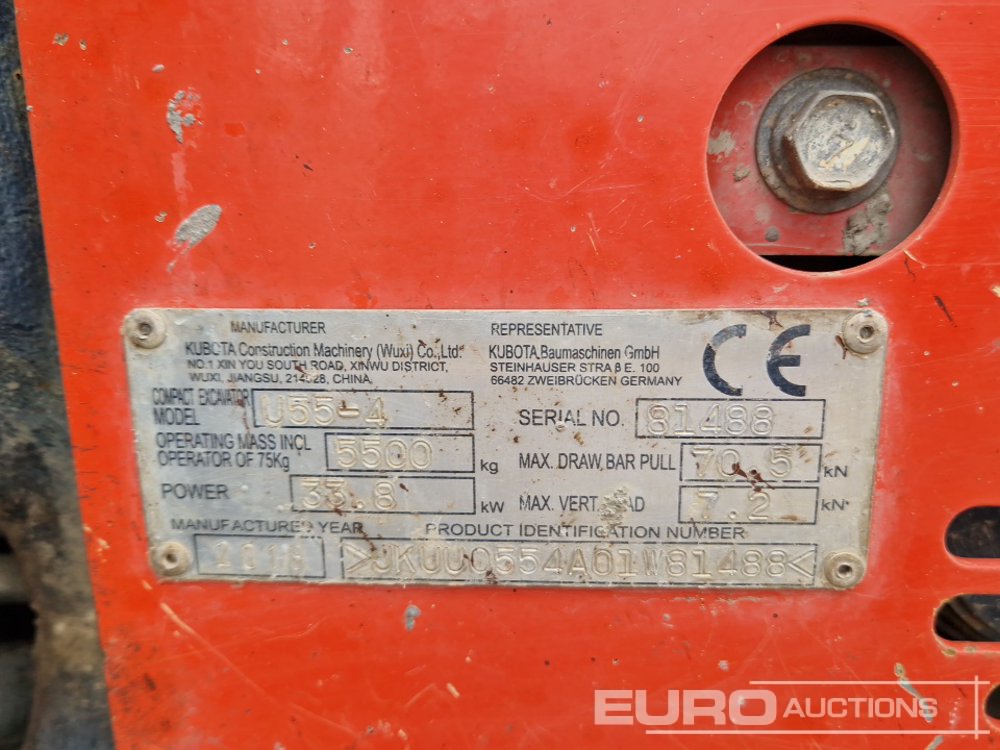 MANUFACTURER
KUBOTA Construction Machinery (Wuxi) Co.,Ltd.
NO.1 XIN YOU SOUTH ROAD, XINWU DISTRICT,
WUXI, JIANGSU, 214028, CHINA.
REPRESENTATIVE
KUBOTA Baumaschinen GmbH
STEINHAUSER STRA β E. 100
66482 ZWEIBRÜCKEN GERMANY
CE
COMPACT EXCAVATOR
MODEL U55-4
SERIAL NO. 81488
OPERATING MASS INCL
OPERATOR OF 75Kg 5500 kg
MAX. DRAW BAR PULL 70.5 kN
POWER 33.8 kW
MAX. VERT. 7.2 kN
MANUFACTURED YEAR
PRODUCT IDENTIFICATION NUMBER
>JKUU0554A01W81488<
EURO AUCTIONS